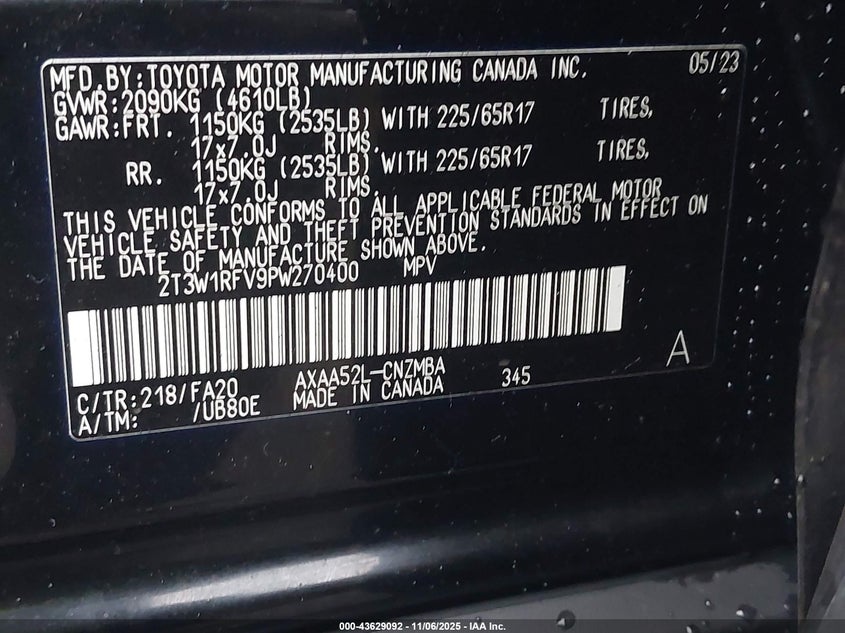 MFD.BY:TOYOTA MOTOR MANUFACTURING CANADA INC. 05/23
GVWR:2090KG (4610LB)
GAWR:FRT. 1150KG (2535LB) WITH 225/65R17 TIRES,
17x7.0J RIMS.
RR. 1150KG (2535LB) WITH 225/65R17 TIRES,
17x7.0J RIMS.
THIS VEHICLE CONFORMS TO ALL APPLICABLE FEDERAL MOTOR
VEHICLE SAFETY AND THEFT PREVENTION STANDARDS IN EFFECT ON
THE DATE OF MANUFACTURE SHOWN ABOVE.
2T3W1RFV9PW270400 MPV
A
C/TR:218/FA20 AXAA52L-CNZMBA 345
A/TM: /UB80E MADE IN CANADA
000-43629092 - 11/06/2025 - IAA Inc.